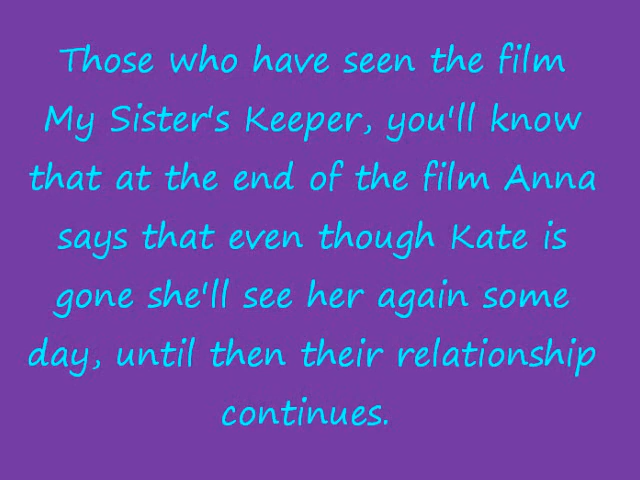 Those who have seen the film
My Sister's Keeper, you'll know
that at the end of the film Anna
says that even though Kate is
gone she'll see her again some
day, until then their relationship
continues.